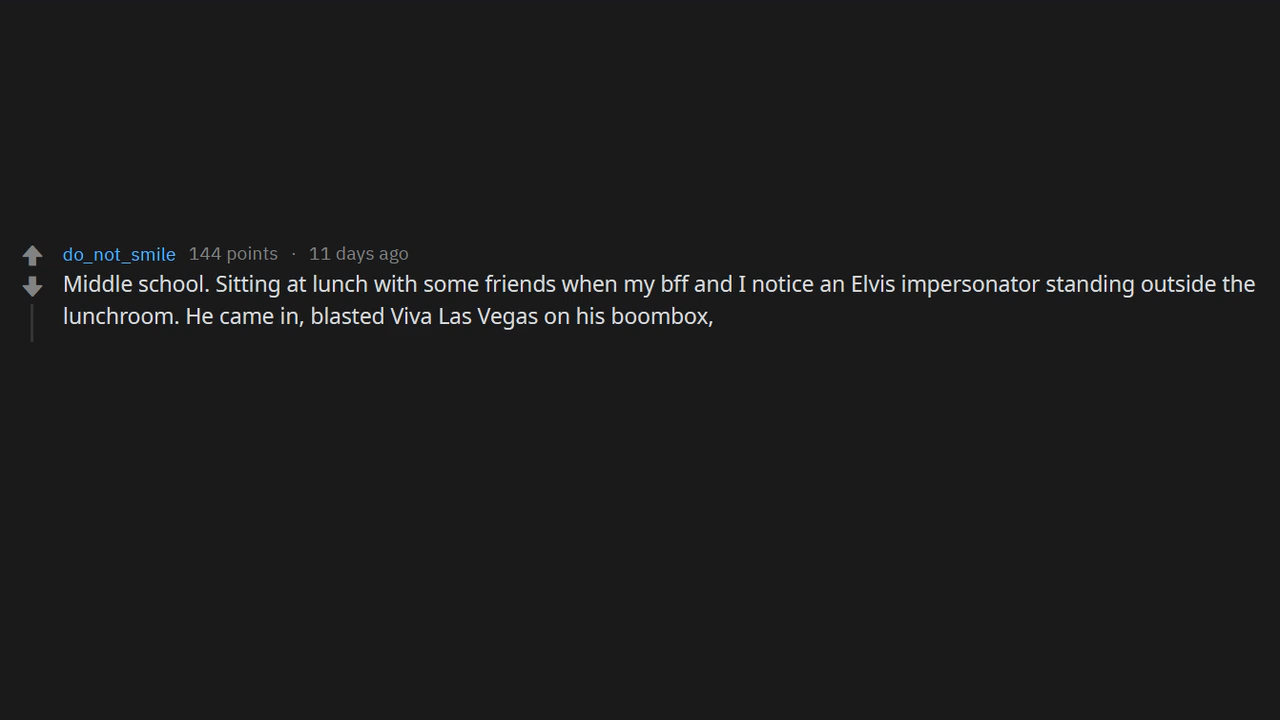 do_not_smile 144 points · 11 days ago
Middle school. Sitting at lunch with some friends when my bff and I notice an Elvis impersonator standing outside the
lunchroom. He came in, blasted Viva Las Vegas on his boombox,